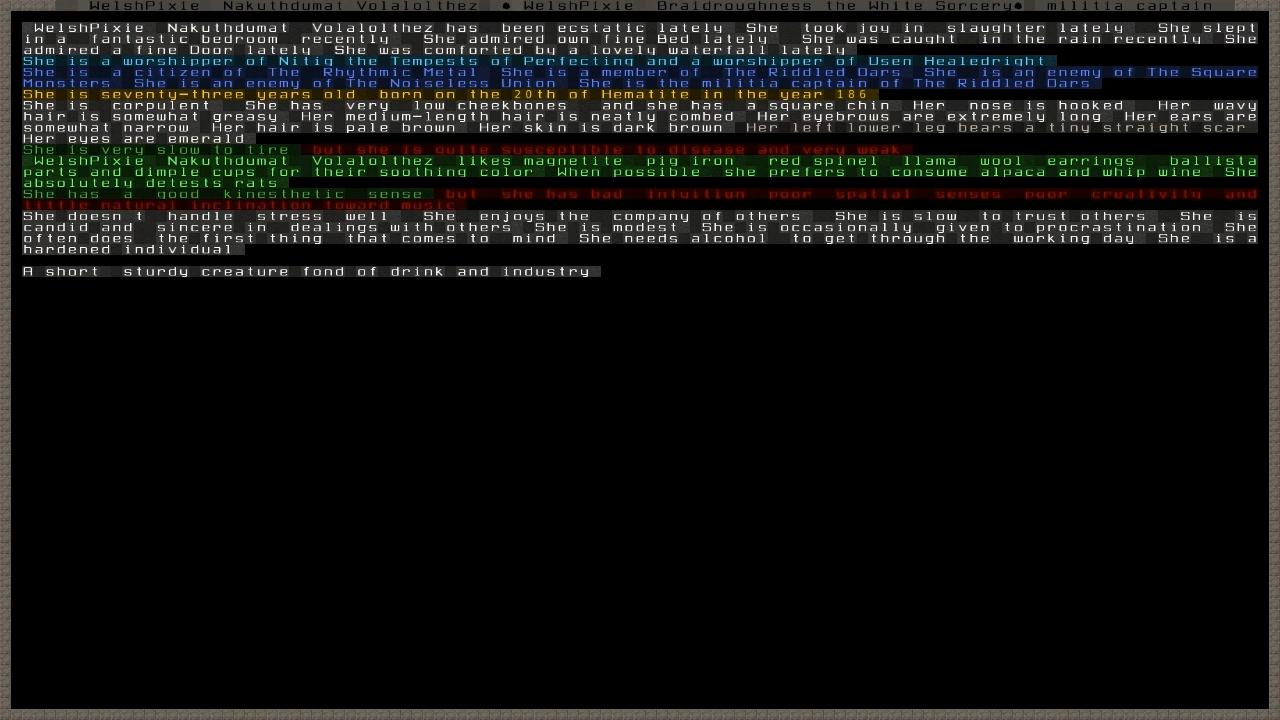 WelshPixie Nakuthdumat Volalolthez ● WelshPixie Braidroughness the White Sorcery● militia captain
WelshPixie Nakuthdumat Volalolthez has been ecstatic lately She took joy in slaughter lately She slept
in a fantastic bedroom recently She admired own fine Bed lately She was caught in the rain recently She
admired a fine Door lately She was comforted by a lovely waterfall lately
She is a worshipper of Nitig the Tempests of Perfecting and a worshipper of Usen Healedright
She is a citizen of The Rhythmic Metal She is a member of The Riddled Oars She is an enemy of The Square
Monsters She is an enemy of The Noiseless Union She is the militia captain of The Riddled Oars
She is seventy-three years old born on the 20th of Hematite in the year 186
She is corpulent She has very low cheekbones and she has a square chin Her nose is hooked Her wavy
hair is somewhat greasy Her medium-length hair is neatly combed Her eyebrows are extremely long Her ears are
somewhat narrow Her hair is pale brown Her skin is dark brown Her left lower leg bears a tiny straight scar
Her eyes are emerald
She is very slow to tire but she is quite susceptible to disease and very weak
WelshPixie Nakuthdumat Volalolthez likes magnetite pig iron red spinel llama wool earrings ballista
parts and dimple cups for their soothing color When possible she prefers to consume alpaca and whip wine She
absolutely detests rats
She has a good kinesthetic sense but she has bad intuition poor spatial senses poor creativity and
little natural inclination toward music
She doesn t handle stress well She enjoys the company of others She is slow to trust others She is
candid and sincere in dealings with others She is modest She is occasionally given to procrastination She
often does the first thing that comes to mind She needs alcohol to get through the working day She is a
hardened individual
A short sturdy creature fond of drink and industry